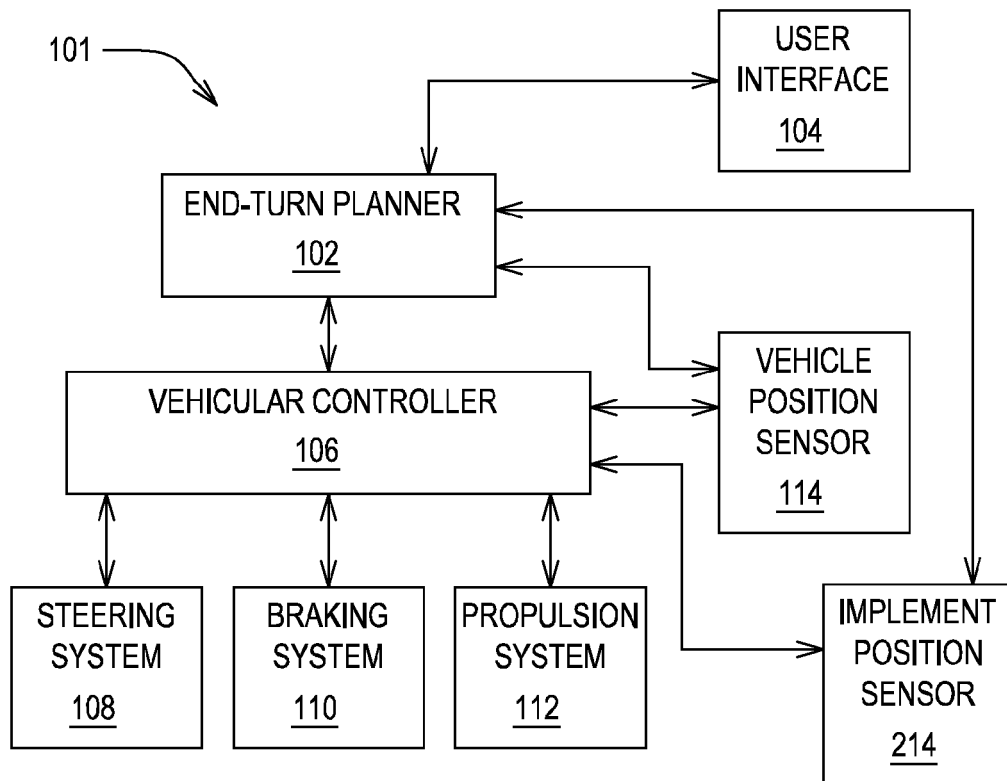 101
USER
INTERFACE
104
END-TURN PLANNER
102
VEHICULAR CONTROLLER
106
VEHICLE
POSITION
SENSOR
114
STEERING
SYSTEM
108
BRAKING
SYSTEM
110
PROPULSION
SYSTEM
112
IMPLEMENT
POSITION
SENSOR
214